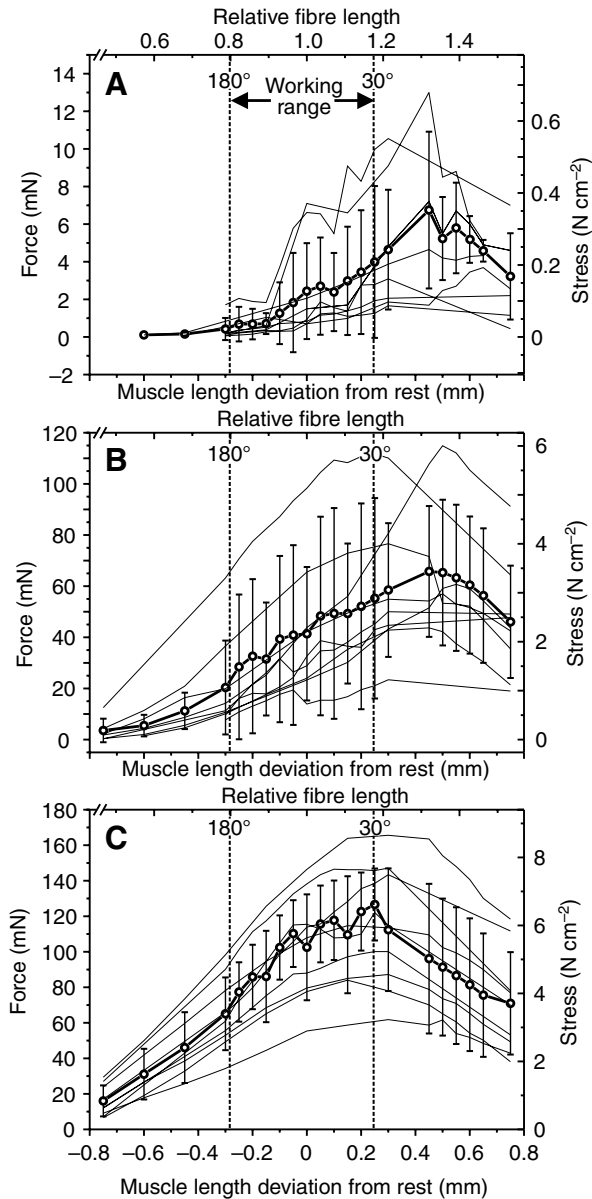 Relative fibre length
0.6 0.8 1.0 1.2 1.4
A
180° 30°
Working
range
14
12
10
8
6
4
2
0
–2
Force (mN)
0.6
0.4
0.2
0
Stress (N cm–2)
Muscle length deviation from rest (mm)
Relative fibre length
B
180° 30°
120
100
80
60
40
20
0
Force (mN)
6
4
2
0
Stress (N cm–2)
Muscle length deviation from rest (mm)
Relative fibre length
C
180° 30°
180
160
140
120
100
80
60
40
20
0
Force (mN)
8
6
4
2
0
Stress (N cm–2)
–0.8 –0.6 –0.4 –0.2 0 0.2 0.4 0.6 0.8
Muscle length deviation from rest (mm)